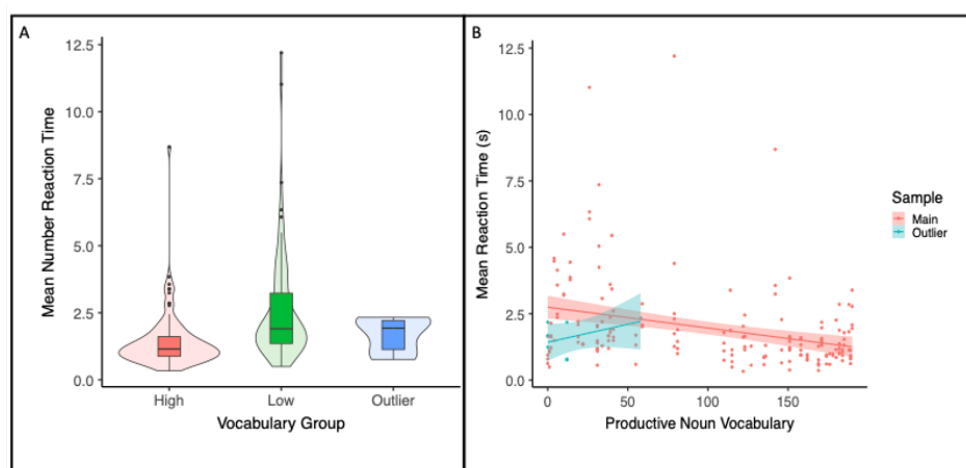 A
Mean Number Reaction Time
12.5
10.0
7.5
5.0
2.5
0.0
High Low Outlier
Vocabulary Group
B
Mean Reaction Time (s)
12.5
10.0
7.5
5.0
2.5
0.0
0 50 100 150
Productive Noun Vocabulary
Sample
Main
Outlier